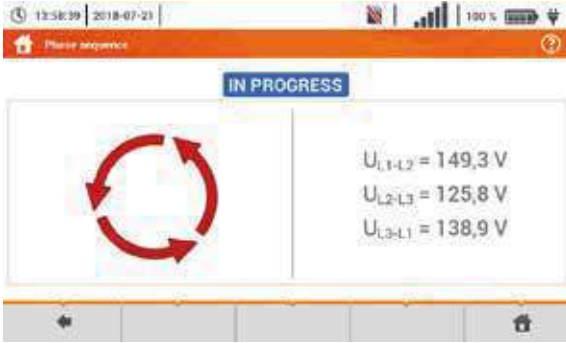 13:58:39 2018-07-21 100 %
Phase sequence
IN PROGRESS
UL1-L2 = 149,3 V
UL2-L3 = 125,8 V
UL3-L1 = 138,9 V